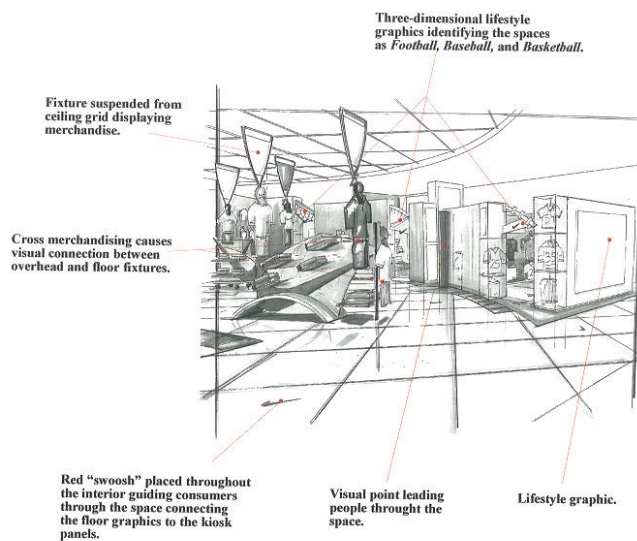 Three-dimensional lifestyle
graphics identifying the spaces
as Football, Baseball, and Basketball.
Fixture suspended from
ceiling grid displaying
merchandise.
Cross merchandising causes
visual connection between
overhead and floor fixtures.
Red “swoosh” placed throughout
the interior guiding consumers
through the space connecting
the floor graphics to the kiosk
panels.
Visual point leading
people throught the
space.
Lifestyle graphic.